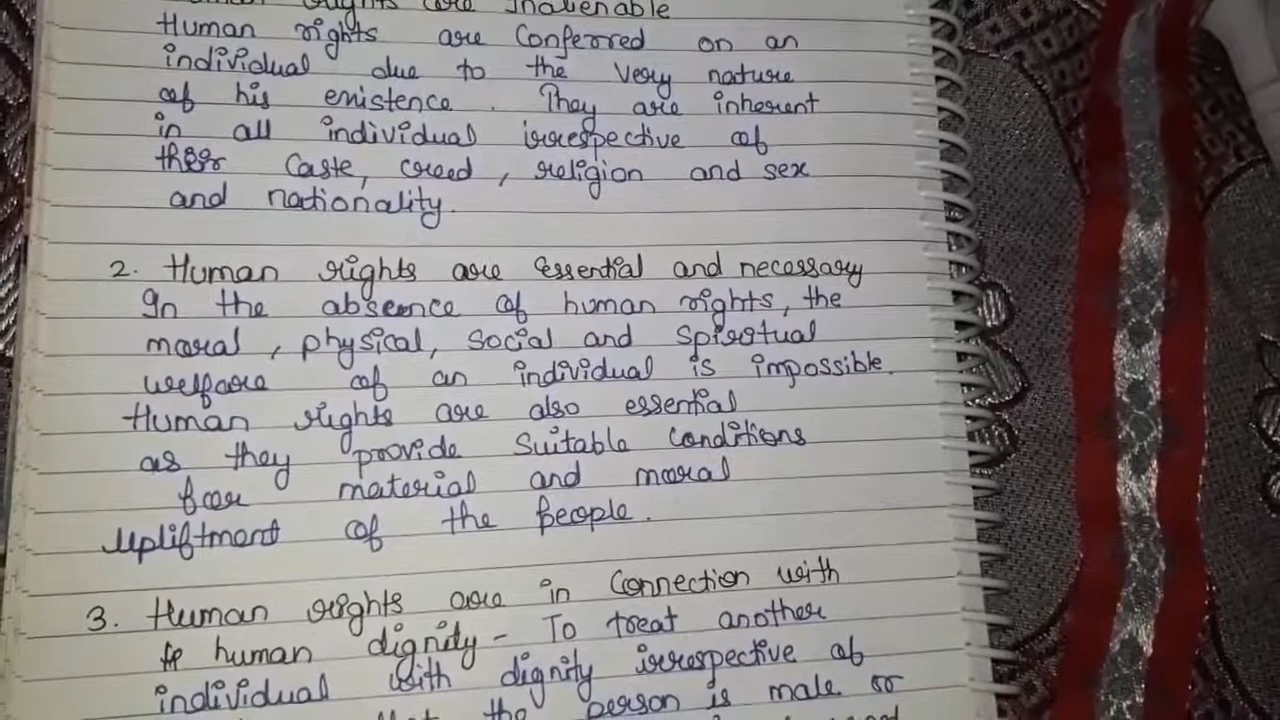 Human rights are Inalienable
Human rights are Conferred on an
individual due to the very nature
of his existence. They are inherent
in all individual irrespective of
their Caste, creed, religion and sex
and nationality.
2. Human rights are essential and necessary
In the absence of human rights, the
moral, physical, social and spirtual
welfare of an individual is impossible.
Human rights are also essential
as they provide suitable conditions
for material and moral
upliftment of the people.
3. Human rights are in Connection with
human dignity - To treat another
individual with dignity irrespective of
the person is male or